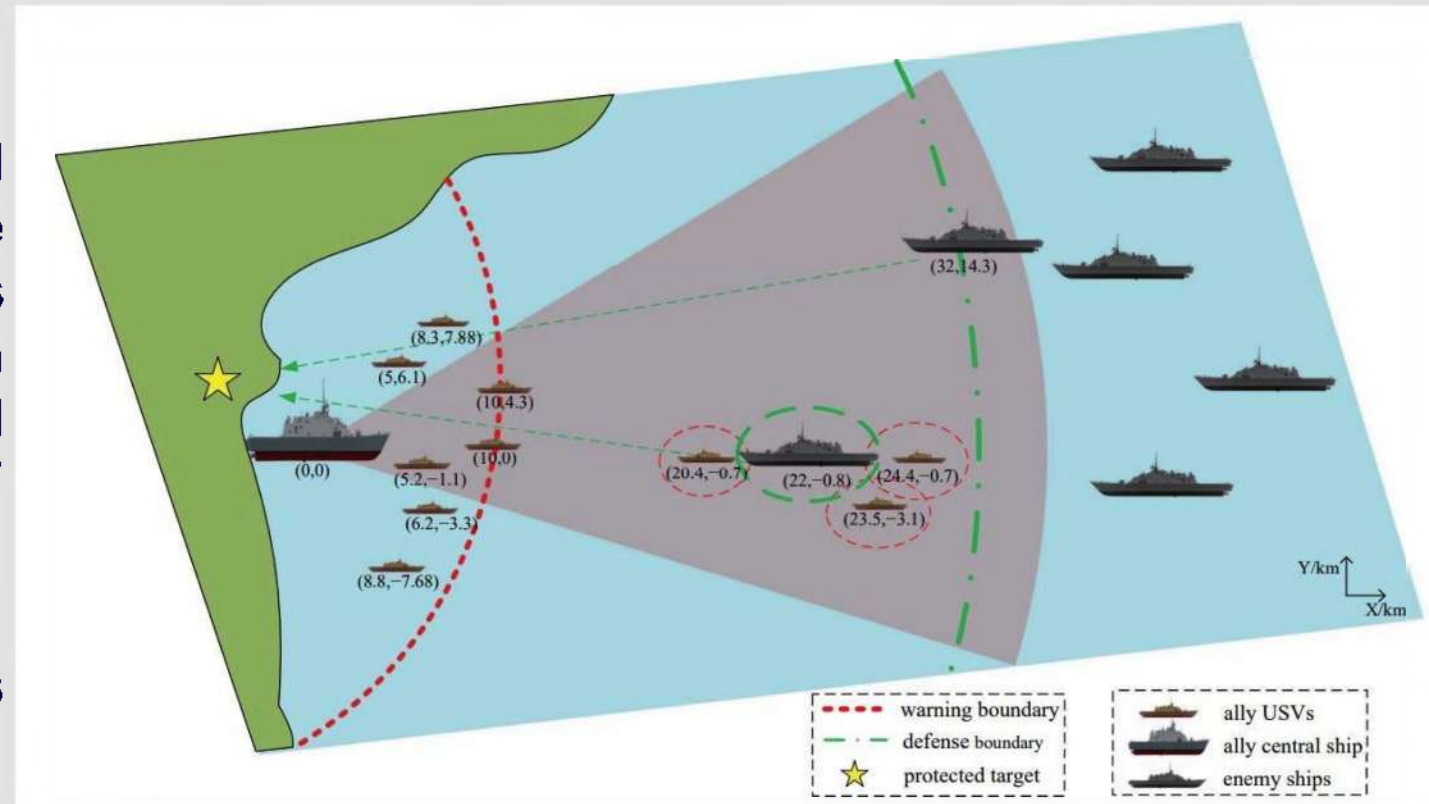 (32,14.3)
(8.3,7.88)
(5,6.1)
(10,4.3)
(10,0)
(0,0)
(5.2,−1.1)
(20.4,−0.7)
(22,−0.8)
(24.4,−0.7)
(6.2,−3.3)
(23.5,−3.1)
(8.8,−7.68)
Y/km
X/km
warning boundary
defense boundary
protected target
ally USVs
ally central ship
enemy ships